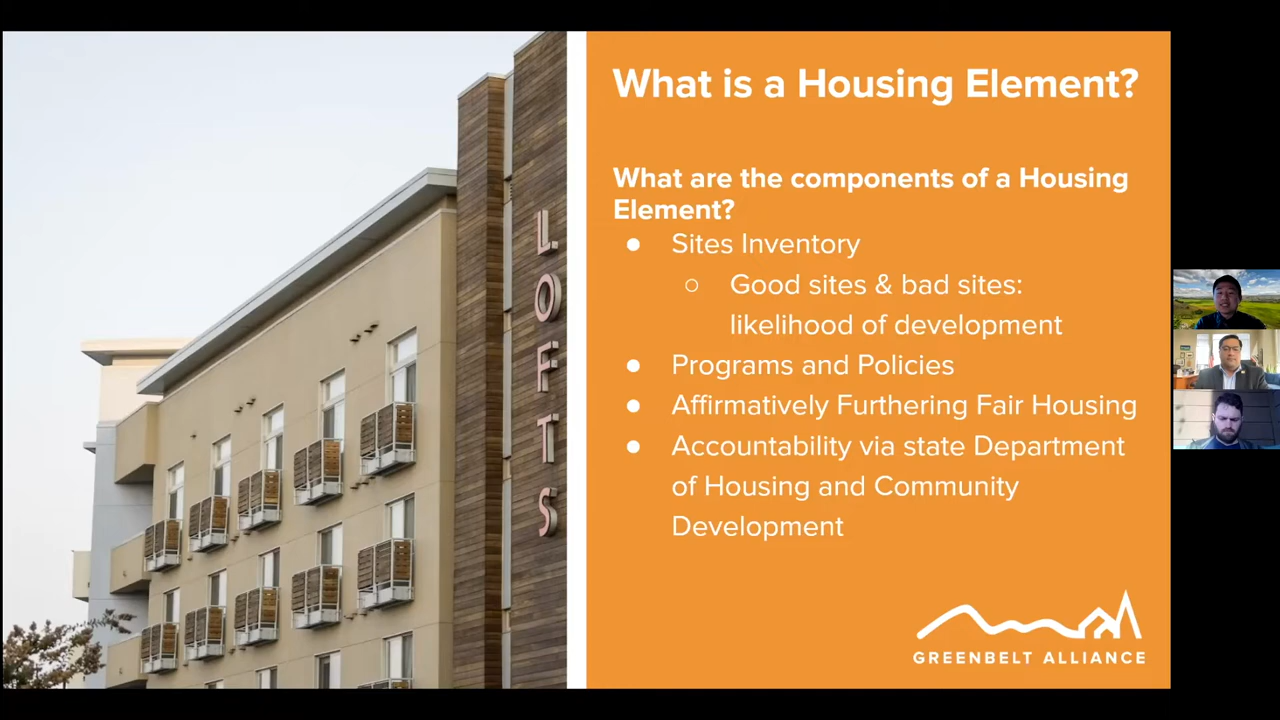 What is a Housing Element?
What are the components of a Housing
Element?
● Sites Inventory
○ Good sites & bad sites:
likelihood of development
● Programs and Policies
● Affirmatively Furthering Fair Housing
● Accountability via state Department
of Housing and Community
Development
LOFTS
GREENBELT ALLIANCE